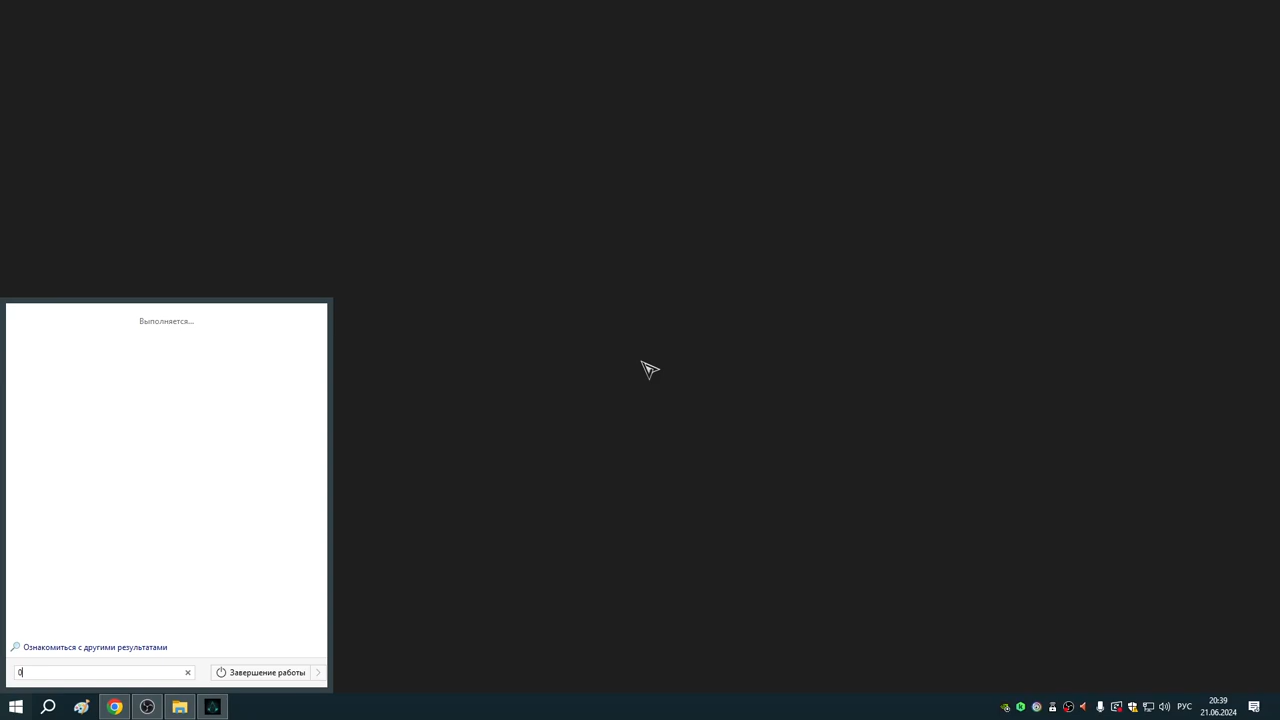 Выполняется...
Ознакомиться с другими результатами
0
Завершение работы
РУС
20:39
21.06.2024